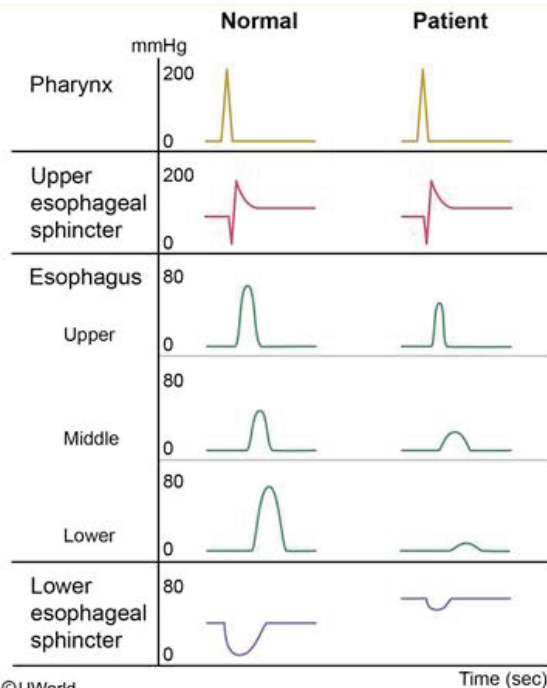 Normal Patient
mmHg
Pharynx 200
0
Upper
esophageal
sphincter
200
0
Esophagus 80
Upper 0
80
Middle 0
80
Lower 0
Lower
esophageal
sphincter
80
0
©UWorld
Time (sec)